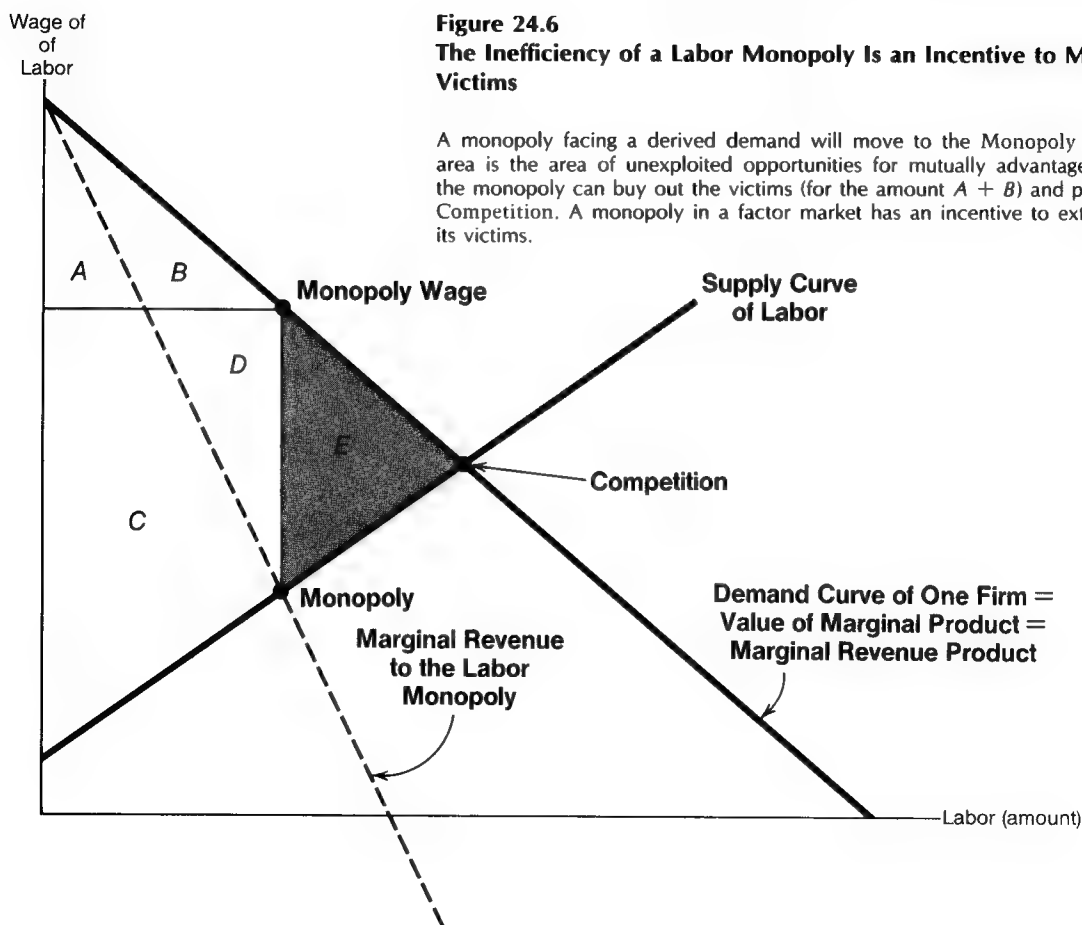 Wage of
of
Labor
Figure 24.6
The Inefficiency of a Labor Monopoly Is an Incentive to M
Victims
A monopoly facing a derived demand will move to the Monopoly
area is the area of unexploited opportunities for mutually advantage
the monopoly can buy out the victims (for the amount A + B) and p
Competition. A monopoly in a factor market has an incentive to ext
its victims.
A
B
Monopoly Wage
Supply Curve
of Labor
D
E
Competition
C
Monopoly
Marginal Revenue
to the Labor
Monopoly
Demand Curve of One Firm =
Value of Marginal Product =
Marginal Revenue Product
Labor (amount)